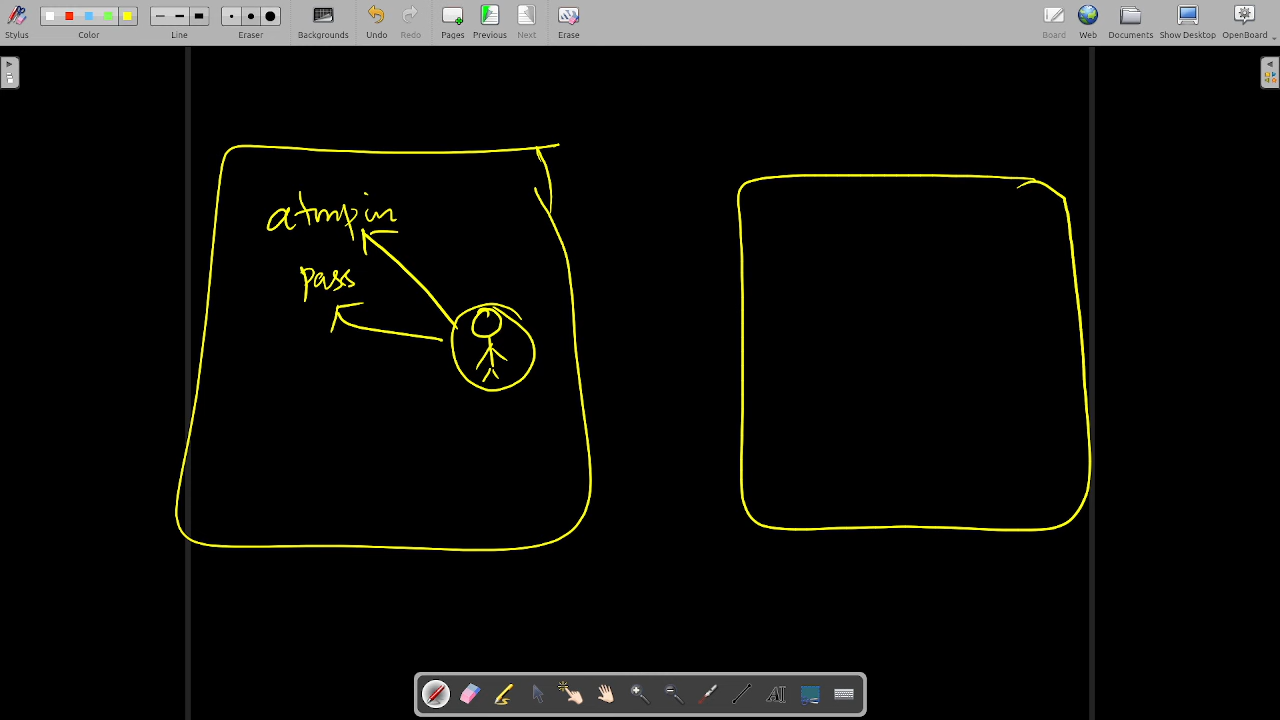 Stylus
Color
Line
Eraser
Backgrounds
Undo
Redo
Pages
Previous
Next
Erase
Board
Web
Documents
Show Desktop
OpenBoard
atmpin
pass
AI